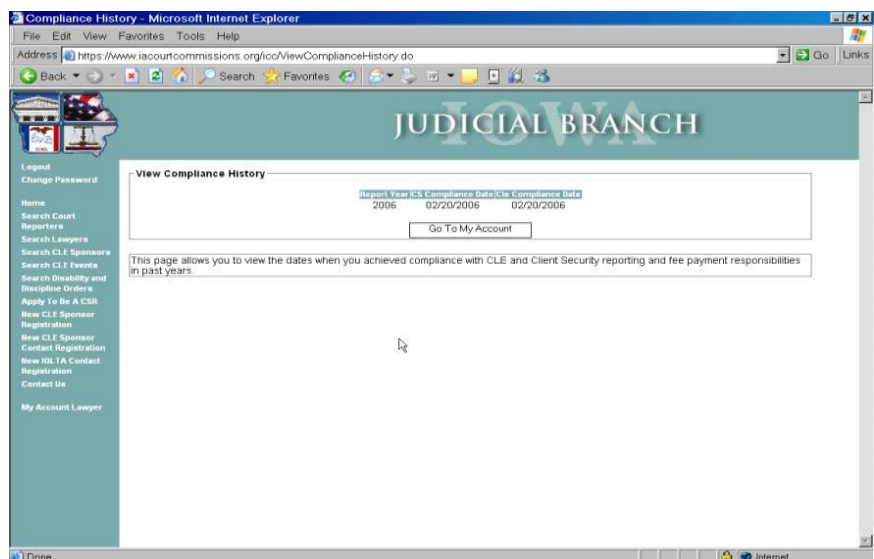 Compliance History - Microsoft Internet Explorer
File Edit View Favorites Tools Help
Address https://www.iacourtcommissions.org/icc/ViewComplianceHistory.do Go Links
Back Search Favorites
IOWA
JUDICIAL BRANCH
Logout
Change Password
Home
Search Court
Reporters
Search Lawyers
Search CLE Sponsors
Search CLE Events
Search Disability and
Discipline Orders
Apply To Be A CSR
New CLE Sponsor
Registration
New CLE Sponsor
Contact Registration
New IOLTA Contact
Registration
Contact Us
My Account Lawyer
View Compliance History
Report Year CS Compliance Date Cle Compliance Date
2006 02/20/2006 02/20/2006
Go To My Account
This page allows you to view the dates when you achieved compliance with CLE and Client Security reporting and fee payment responsibilities
in past years.
Done Internet